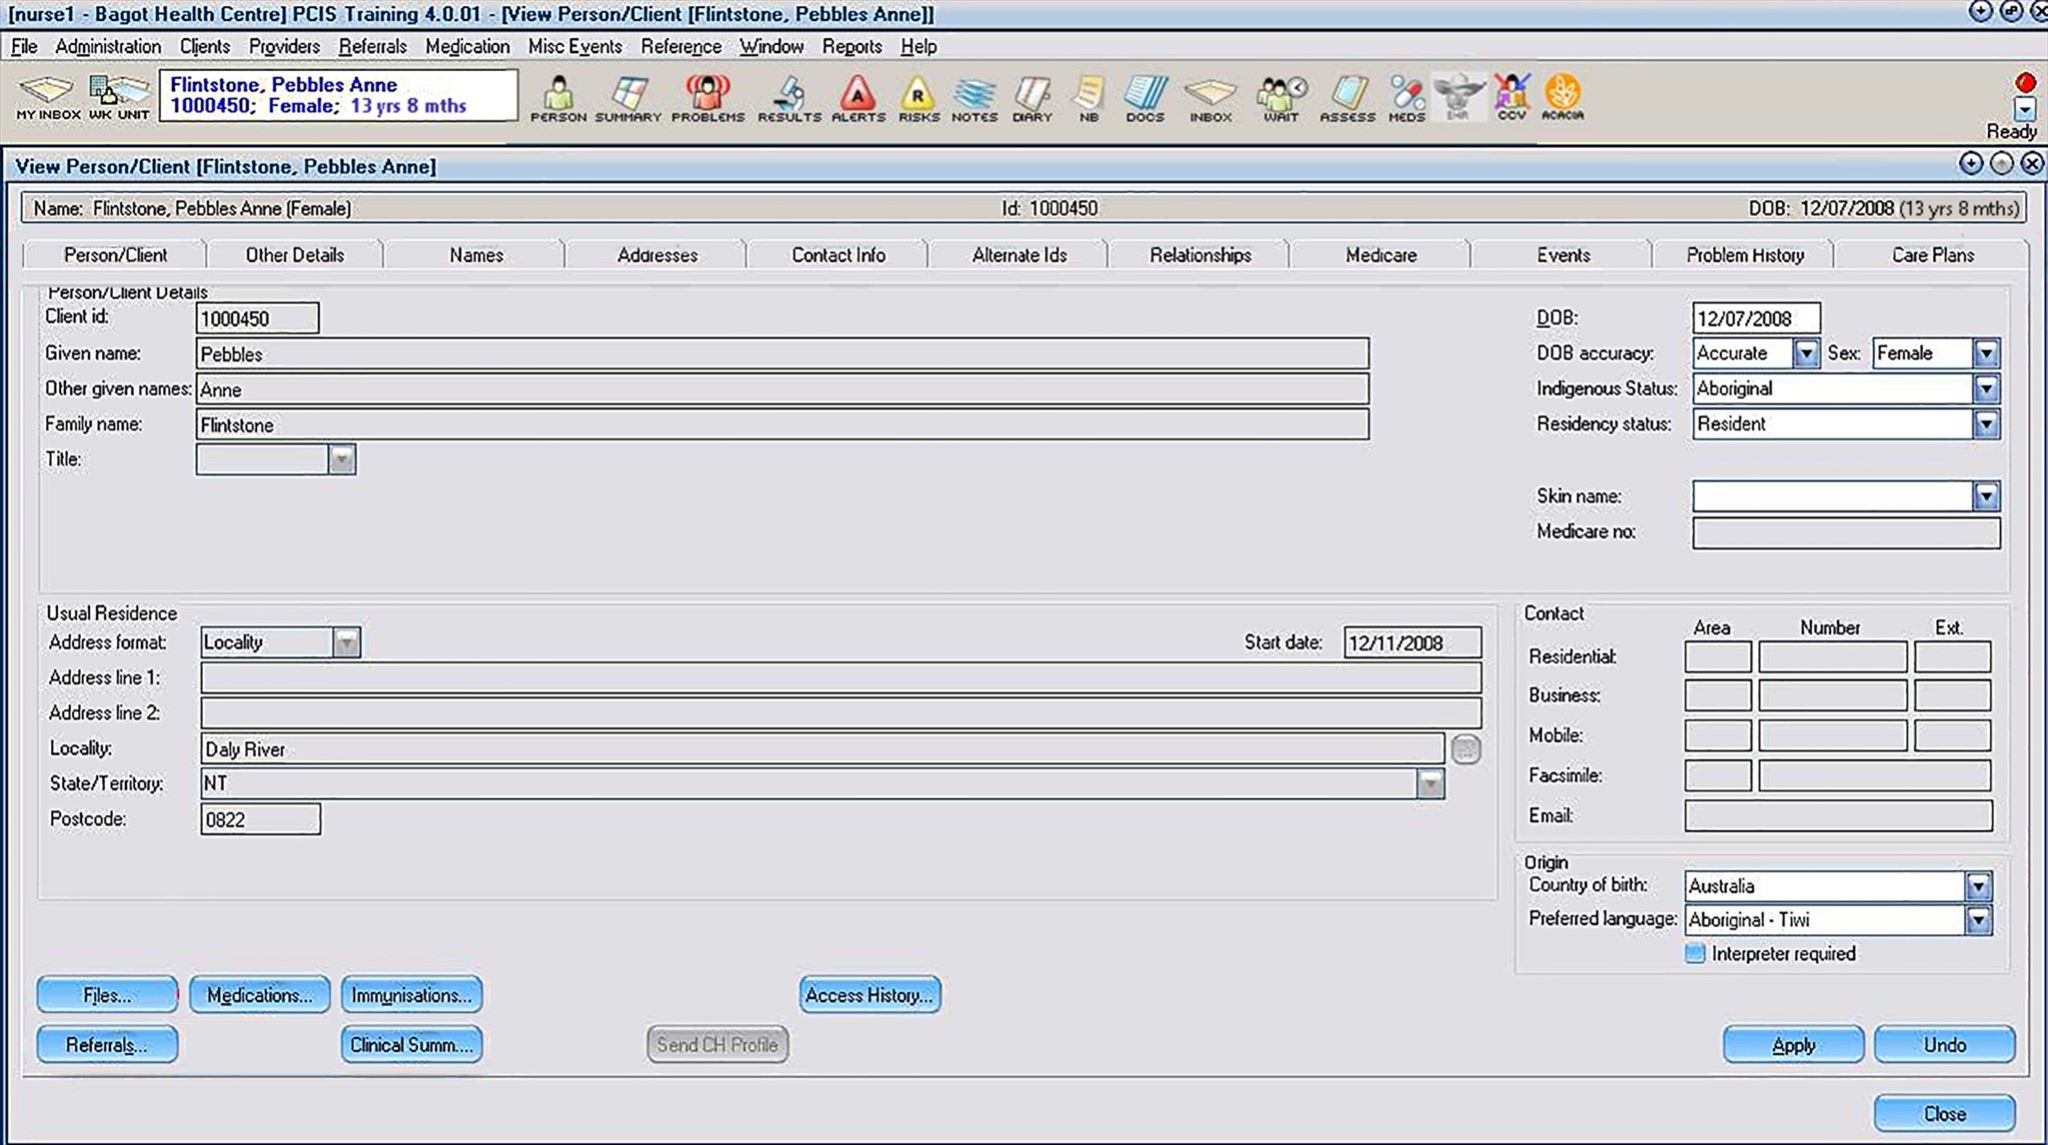 [nurse1 - Bagot Health Centre] PCIS Training 4.0.01 - [View Person/Client [Flintstone, Pebbles Anne]]
File Administration Clients Providers Referrals Medication Misc Events Reference Window Reports Help
Flintstone, Pebbles Anne
1000450; Female; 13 yrs 8 mths
MY INBOX WK UNIT PERSON SUMMARY PROBLEMS RESULTS ALERTS RISKS NOTES DIARY NB DOCS INBOX WAIT ASSESS MEDS EHR CCV ACACIA
Ready
View Person/Client [Flintstone, Pebbles Anne]
Name: Flintstone, Pebbles Anne (Female) Id: 1000450 DOB: 12/07/2008 (13 yrs 8 mths)
Person/Client Other Details Names Addresses Contact Info Alternate Ids Relationships Medicare Events Problem History Care Plans
Person/Client Details
Client id: 1000450 DOB: 12/07/2008
Given name: Pebbles DOB accuracy: Accurate Sex: Female
Other given names: Anne Indigenous Status: Aboriginal
Family name: Flintstone Residency status: Resident
Title:
Skin name:
Medicare no:
Usual Residence
Address format: Locality Start date: 12/11/2008
Address line 1:
Address line 2:
Locality: Daly River
State/Territory: NT
Postcode: 0822
Contact
Area Number Ext.
Residential:
Business:
Mobile:
Facsimile:
Email:
Origin
Country of birth: Australia
Preferred language: Aboriginal - Tiwi
Interpreter required
Files... Medications... Immunisations... Access History...
Referrals... Clinical Summ.... Send CH Profile Apply Undo
Close